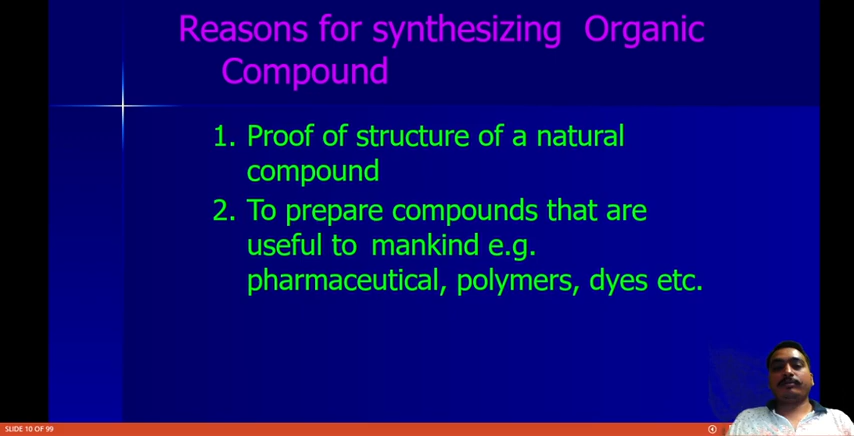 Reasons for synthesizing Organic
Compound
1. Proof of structure of a natural
compound
2. To prepare compounds that are
useful to mankind e.g.
pharmaceutical, polymers, dyes etc.
SLIDE 10 OF 99